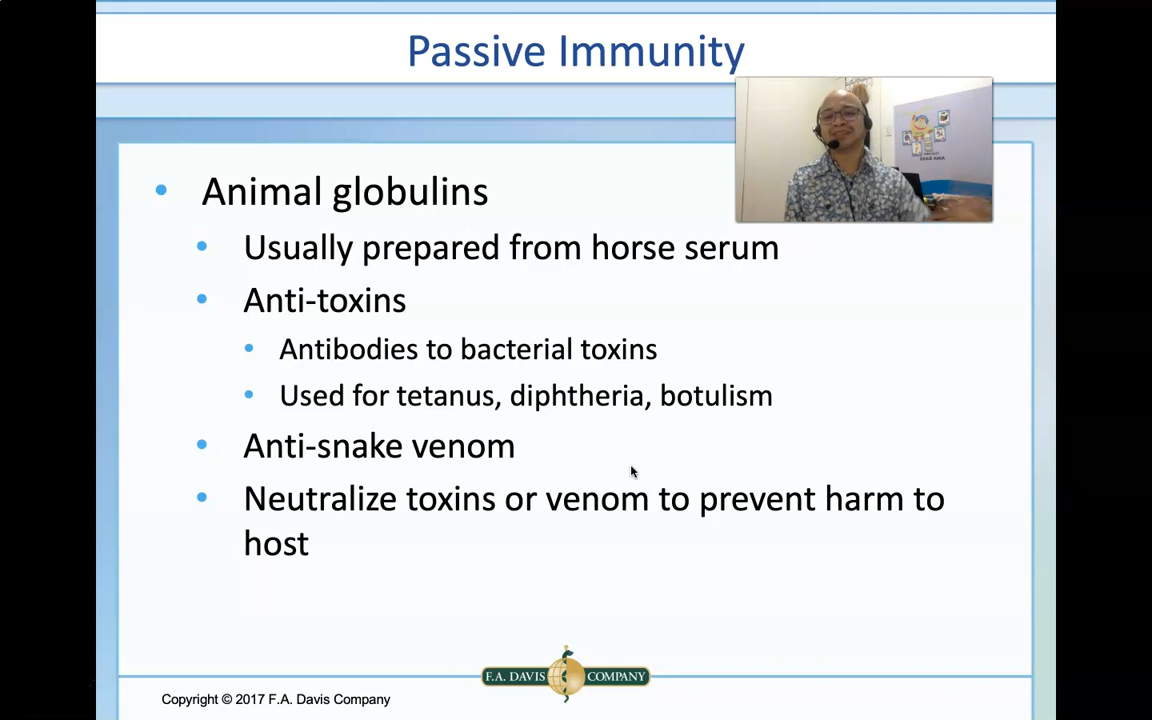 Passive Immunity
Animal globulins
Usually prepared from horse serum
Anti-toxins
Antibodies to bacterial toxins
Used for tetanus, diphtheria, botulism
Anti-snake venom
Neutralize toxins or venom to prevent harm to
host
F.A. DAVIS COMPANY
Copyright © 2017 F.A. Davis Company